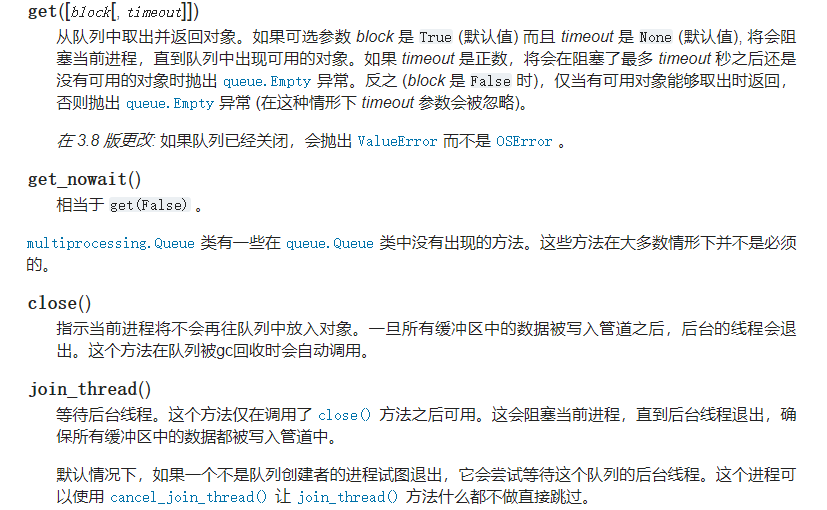 get([block[, timeout]])
从队列中取出并返回对象。如果可选参数 block 是 True (默认值) 而且 timeout 是 None (默认值), 将会阻
塞当前进程，直到队列中出现可用的对象。如果 timeout 是正数，将会在阻塞了最多 timeout 秒之后还是
没有可用的对象时抛出 queue.Empty 异常。反之 (block 是 False 时)，仅当有可用对象能够取出时返回，
否则抛出 queue.Empty 异常 (在这种情形下 timeout 参数会被忽略)。
在 3.8 版更改: 如果队列已经关闭，会抛出 ValueError 而不是 OSError 。
get_nowait()
相当于 get(False) 。
multiprocessing.Queue 类有一些在 queue.Queue 类中没有出现的方法。这些方法在大多数情形下并不是必须
的。
close()
指示当前进程将不会再往队列中放入对象。一旦所有缓冲区中的数据被写入管道之后，后台的线程会退
出。这个方法在队列被gc回收时会自动调用。
join_thread()
等待后台线程。这个方法仅在调用了 close() 方法之后可用。这会阻塞当前进程，直到后台线程退出，确
保所有缓冲区中的数据都被写入管道中。
默认情况下，如果一个不是队列创建者的进程试图退出，它会尝试等待这个队列的后台线程。这个进程可
以使用 cancel_join_thread() 让 join_thread() 方法什么都不做直接跳过。